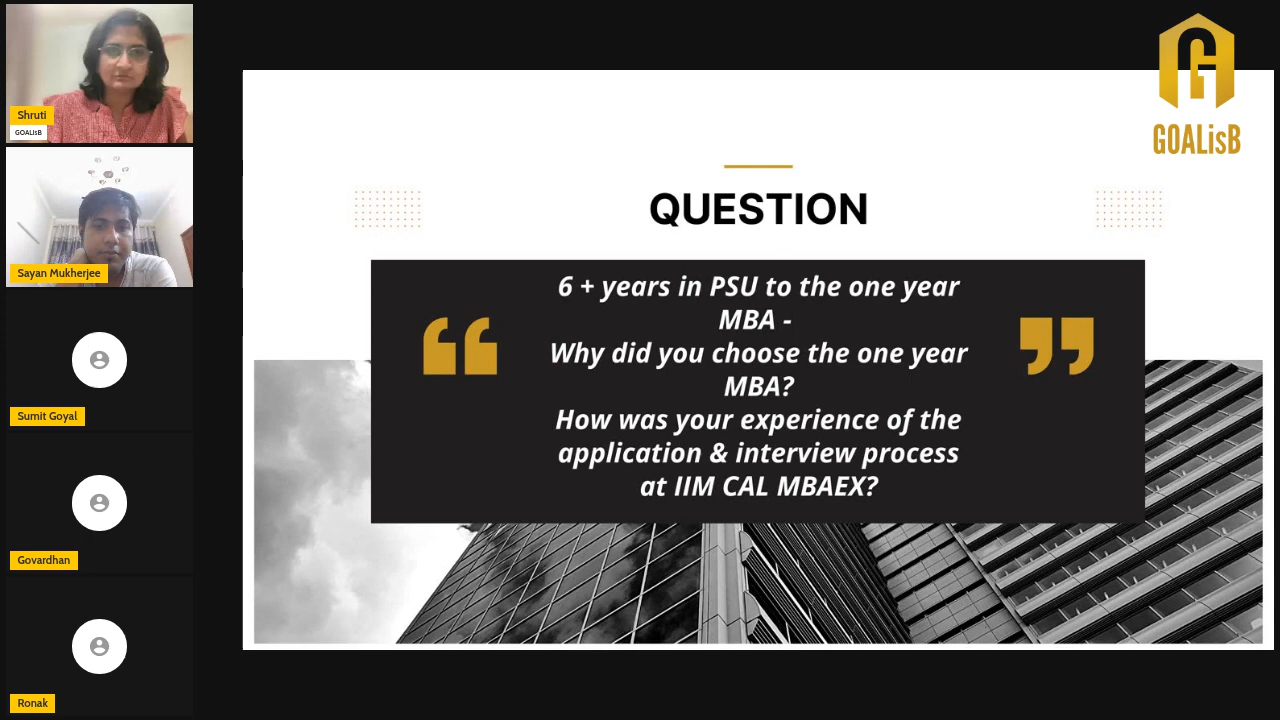 Shruti
GOALisB
Sayan Mukherjee
Sumit Goyal
Govardhan
Ronak
GOALisB
QUESTION
6 + years in PSU to the one year
MBA -
Why did you choose the one year
MBA?
How was your experience of the
application & interview process
at IIM CAL MBAEX?